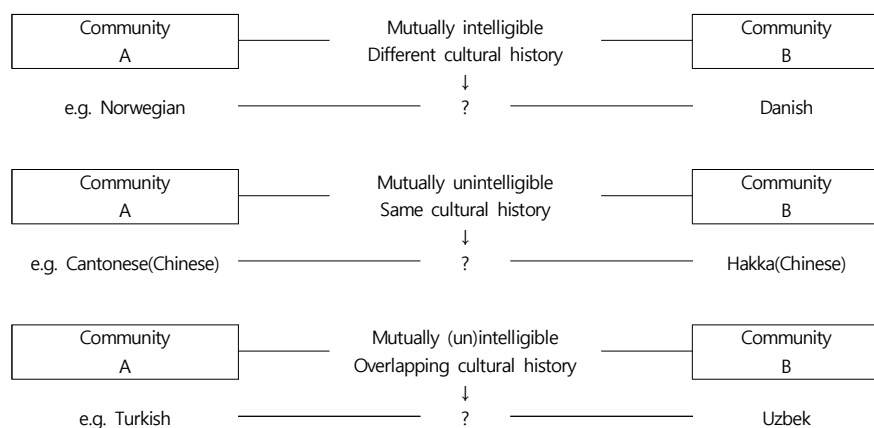 Community Mutually intelligible Community
A Different cultural history B
↓
e.g. Norwegian ? Danish
Community Mutually unintelligible Community
A Same cultural history B
↓
e.g. Cantonese(Chinese) ? Hakka(Chinese)
Community Mutually (un)intelligible Community
A Overlapping cultural history B
↓
e.g. Turkish ? Uzbek